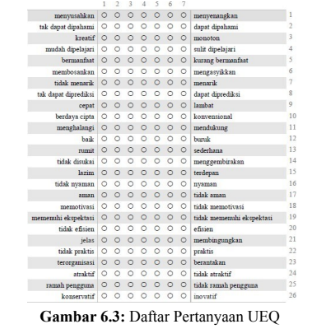 1 2 3 4 5 6 7
menyusahkan ○ ○ ○ ○ ○ ○ ○ menyenangkan 1
tak dapat dipahami ○ ○ ○ ○ ○ ○ ○ dapat dipahami 2
kreatif ○ ○ ○ ○ ○ ○ ○ monoton 3
mudah dipelajari ○ ○ ○ ○ ○ ○ ○ sulit dipelajari 4
bermanfaat ○ ○ ○ ○ ○ ○ ○ kurang bermanfaat 5
membosankan ○ ○ ○ ○ ○ ○ ○ mengasyikkan 6
tidak menarik ○ ○ ○ ○ ○ ○ ○ menarik 7
tak dapat diprediksi ○ ○ ○ ○ ○ ○ ○ dapat diprediksi 8
cepat ○ ○ ○ ○ ○ ○ ○ lambat 9
berdaya cipta ○ ○ ○ ○ ○ ○ ○ konvensional 10
menghalangi ○ ○ ○ ○ ○ ○ ○ mendukung 11
baik ○ ○ ○ ○ ○ ○ ○ buruk 12
rumit ○ ○ ○ ○ ○ ○ ○ sederhana 13
tidak disukai ○ ○ ○ ○ ○ ○ ○ menggembirakan 14
lazim ○ ○ ○ ○ ○ ○ ○ terdepan 15
tidak nyaman ○ ○ ○ ○ ○ ○ ○ nyaman 16
aman ○ ○ ○ ○ ○ ○ ○ tidak aman 17
memotivasi ○ ○ ○ ○ ○ ○ ○ tidak memotivasi 18
memenuhi ekspektasi ○ ○ ○ ○ ○ ○ ○ tidak memenuhi ekspektasi 19
tidak efisien ○ ○ ○ ○ ○ ○ ○ efisien 20
jelas ○ ○ ○ ○ ○ ○ ○ membingungkan 21
tidak praktis ○ ○ ○ ○ ○ ○ ○ praktis 22
terorganisasi ○ ○ ○ ○ ○ ○ ○ berantakan 23
atraktif ○ ○ ○ ○ ○ ○ ○ tidak atraktif 24
ramah pengguna ○ ○ ○ ○ ○ ○ ○ tidak ramah pengguna 25
konservatif ○ ○ ○ ○ ○ ○ ○ inovatif 26
Gambar 6.3: Daftar Pertanyaan UEQ